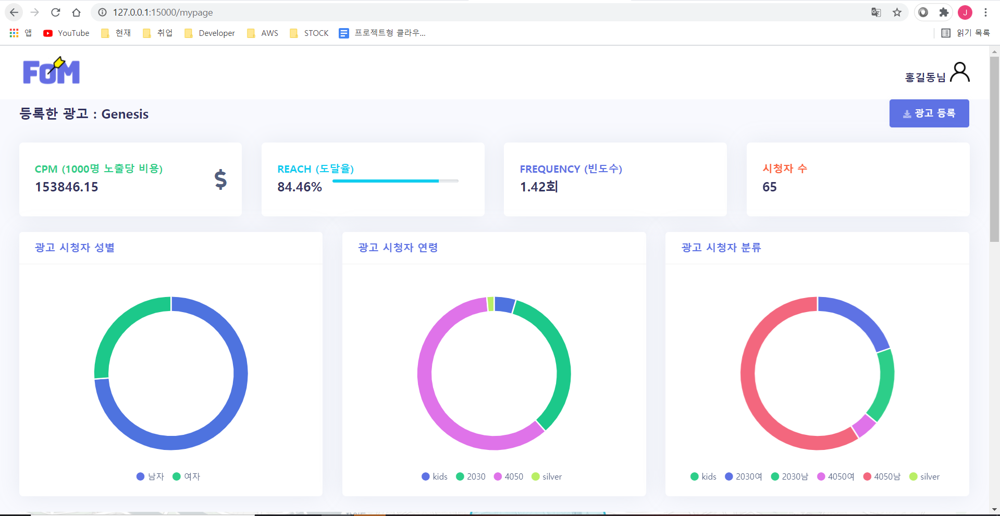 127.0.0.1:15000/mypage
J
앱 YouTube 현재 취업 Developer AWS STOCK 프로젝트형 클라우... 읽기 목록
FOM
홍길동님
등록한 광고 : Genesis
광고 등록
CPM (1000명 노출당 비용)
153846.15
$
REACH (도달율)
84.46%
FREQUENCY (빈도수)
1.42회
시청자 수
65
광고 시청자 성별
남자 여자
광고 시청자 연령
kids 2030 4050 silver
광고 시청자 분류
kids 2030여 2030남 4050여 4050남 silver